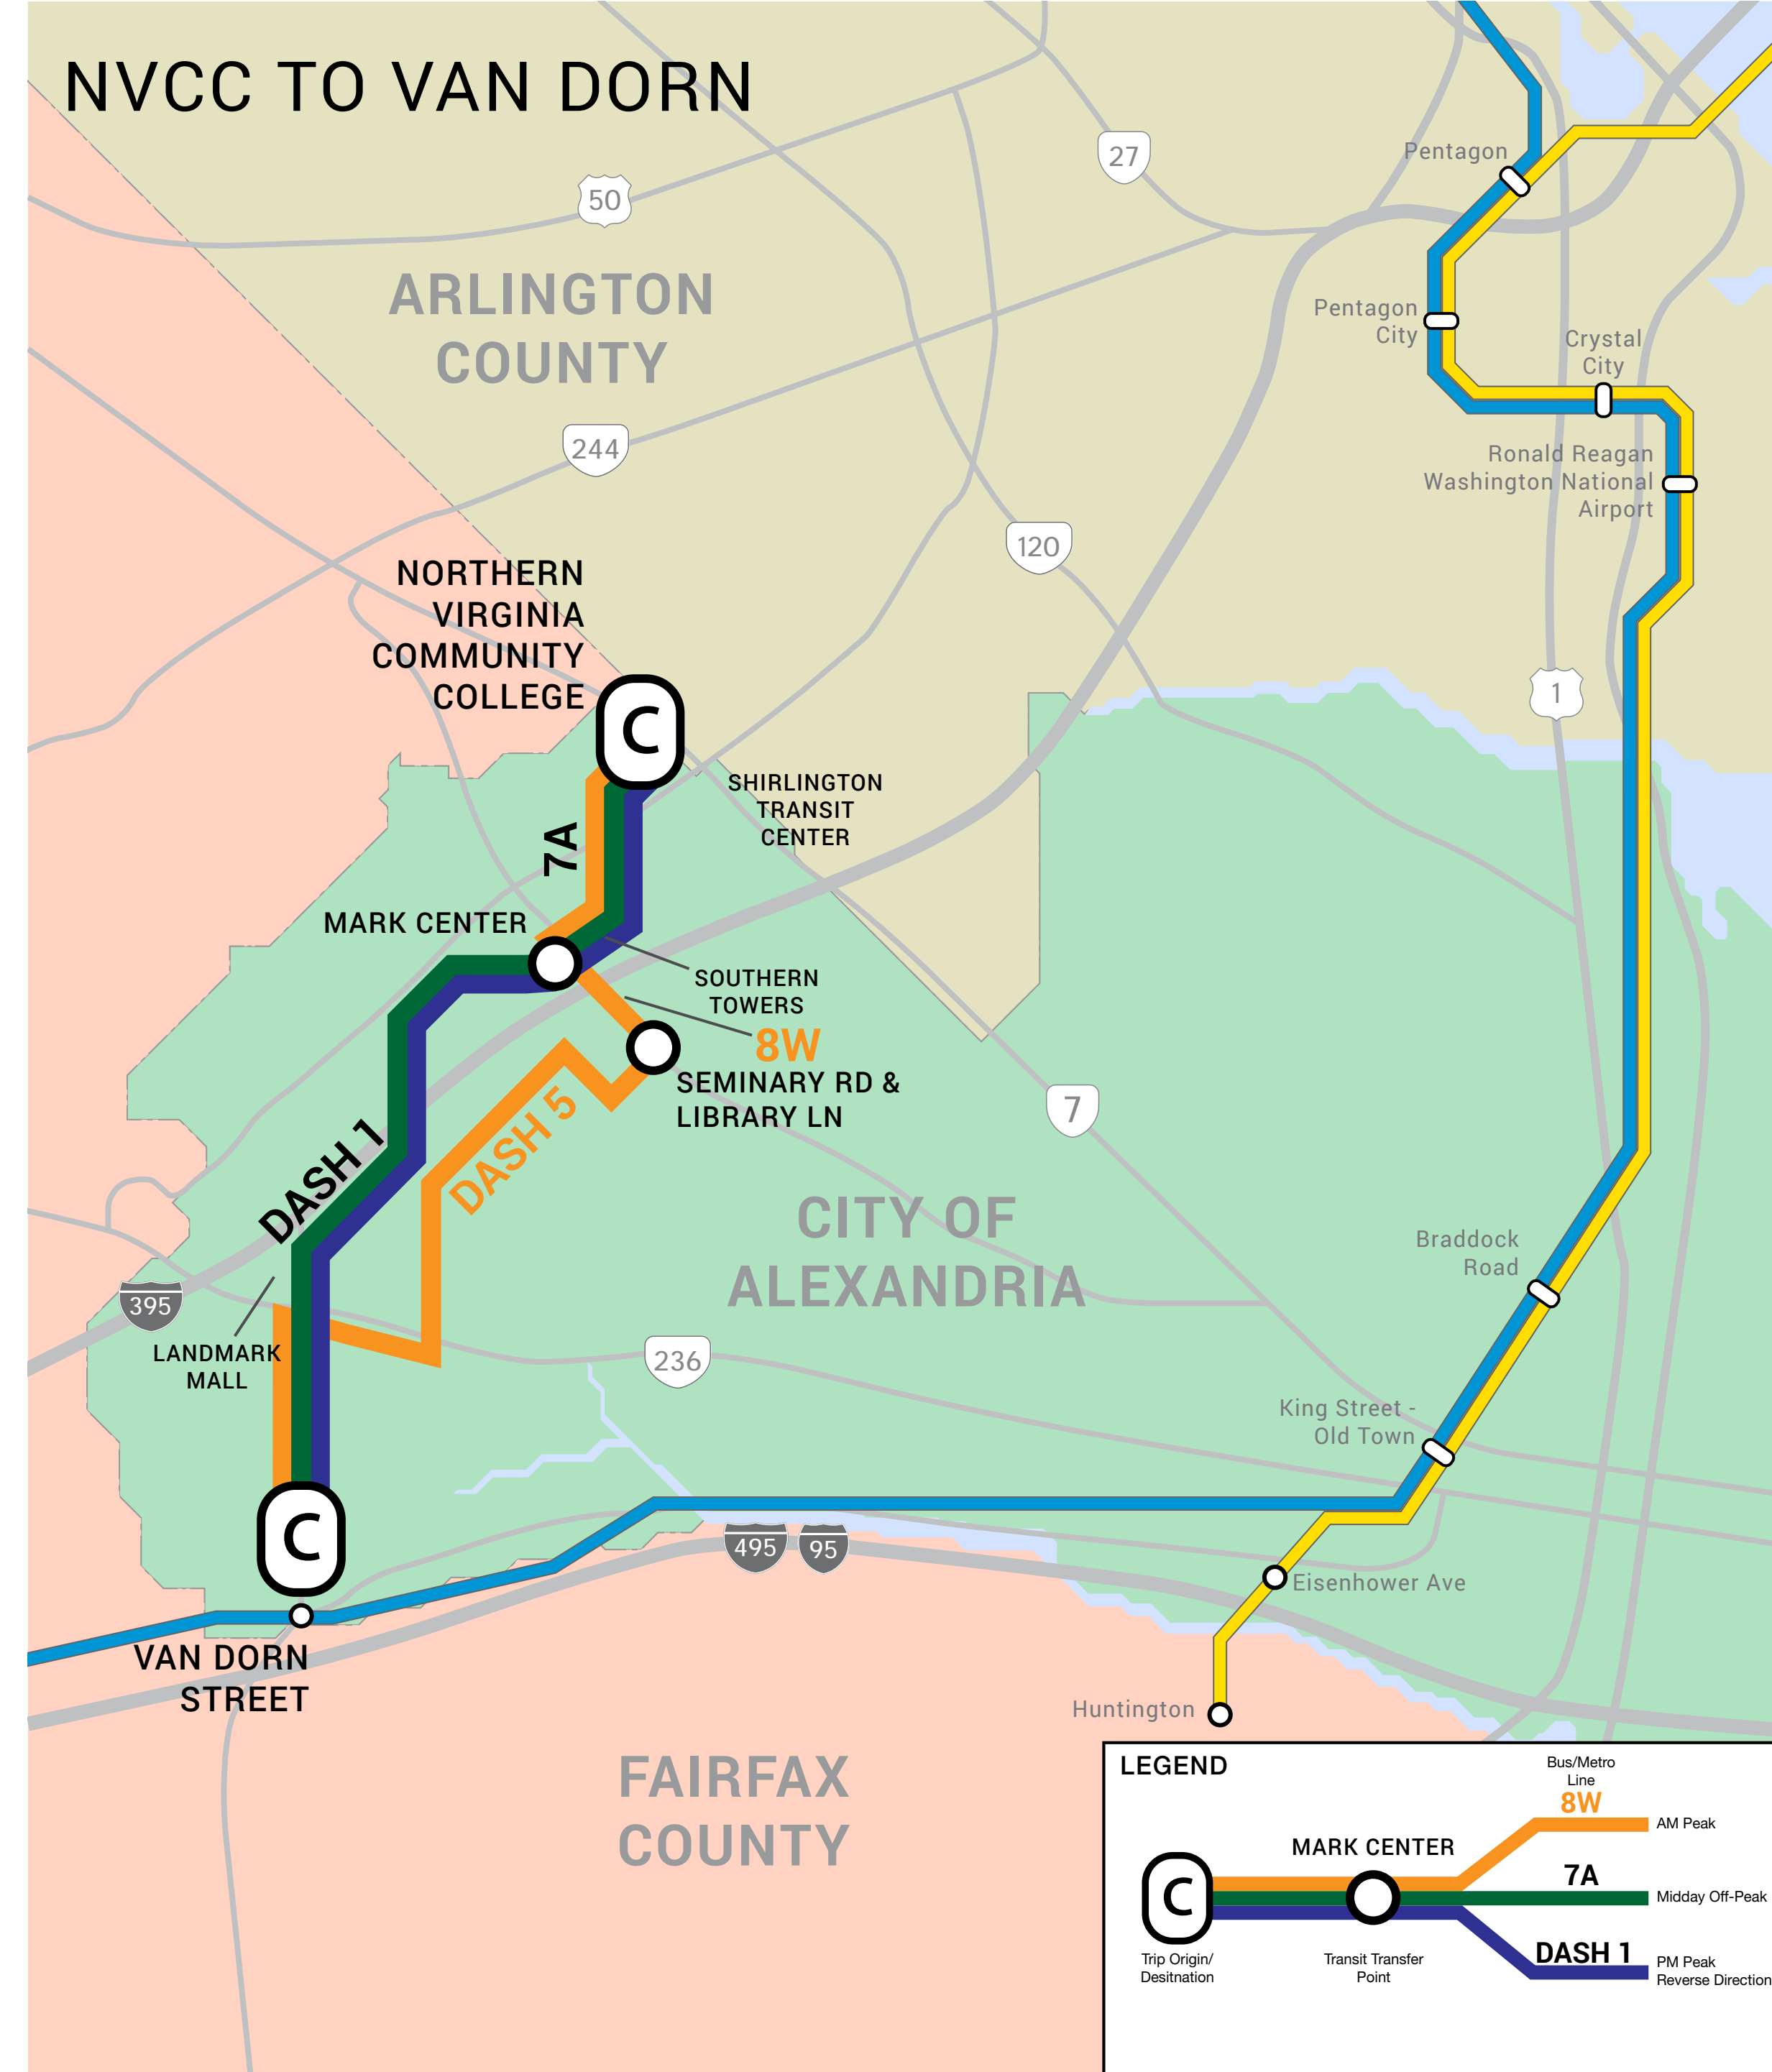 NVCC TO VAN DORN
27
Pentagon
50
ARLINGTON
COUNTY
Pentagon
City
Crystal
City
244
Ronald Reagan
Washington National
Airport
120
NORTHERN
VIRGINIA
COMMUNITY
COLLEGE
C
1
SHIRLINGTON
TRANSIT
CENTER
7A
MARK CENTER
SOUTHERN
TOWERS
8W
SEMINARY RD &
LIBRARY LN
7
DASH 5
DASH 1
CITY OF
ALEXANDRIA
Braddock
Road
395
LANDMARK
MALL
236
King Street -
Old Town
C
495
95
Eisenhower Ave
VAN DORN
STREET
Huntington
FAIRFAX
COUNTY
LEGEND
Bus/Metro
Line
8W
AM Peak
MARK CENTER
7A
C
Midday Off-Peak
DASH 1
Trip Origin/
Desitnation
Transit Transfer
Point
PM Peak
Reverse Direction